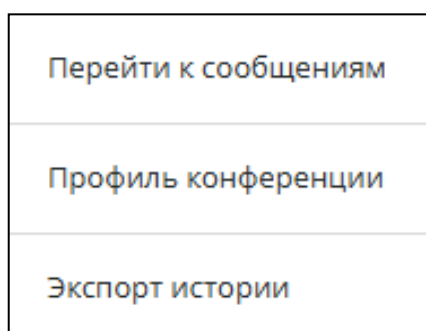 Перейти к сообщениям
Профиль конференции
Экспорт истории